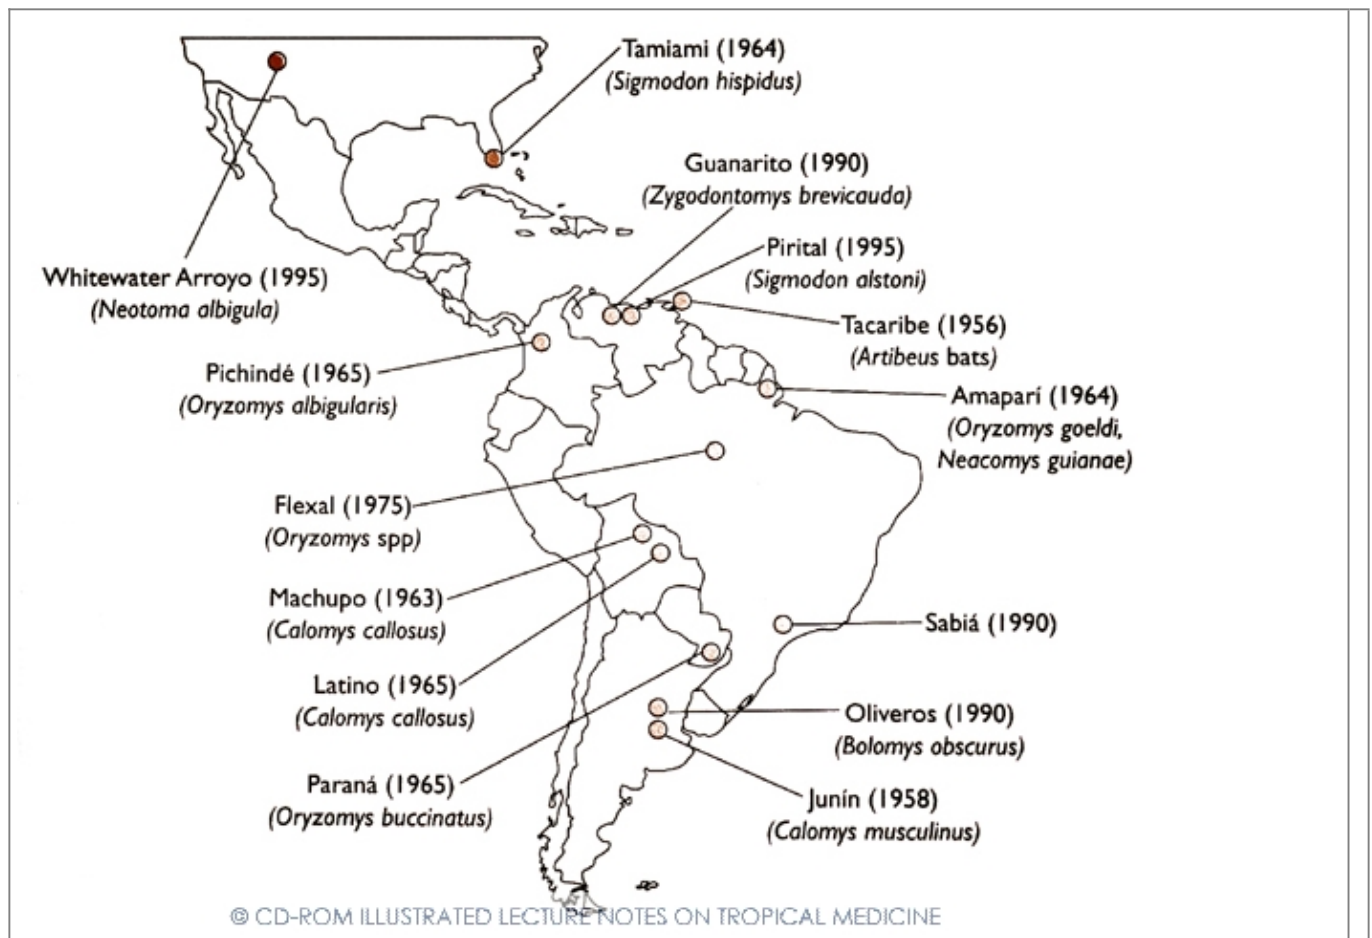 Tamiami (1964)
(Sigmodon hispidus)
Guanarito (1990)
(Zygodontomys brevicauda)
Pirital (1995)
(Sigmodon alstoni)
Whitewater Arroyo (1995)
(Neotoma albigula)
Tacaribe (1956)
(Artibeus bats)
Pichindé (1965)
(Oryzomys albigularis)
Amaparí (1964)
(Oryzomys goeldi,
Neacomys guianae)
Flexal (1975)
(Oryzomys spp)
Machupo (1963)
(Calomys callosus)
Sabiá (1990)
Latino (1965)
(Calomys callosus)
Oliveros (1990)
(Bolomys obscurus)
Paraná (1965)
(Oryzomys buccinatus)
Junín (1958)
(Calomys musculinus)
© CD-ROM ILLUSTRATED LECTURE NOTES ON TROPICAL MEDICINE